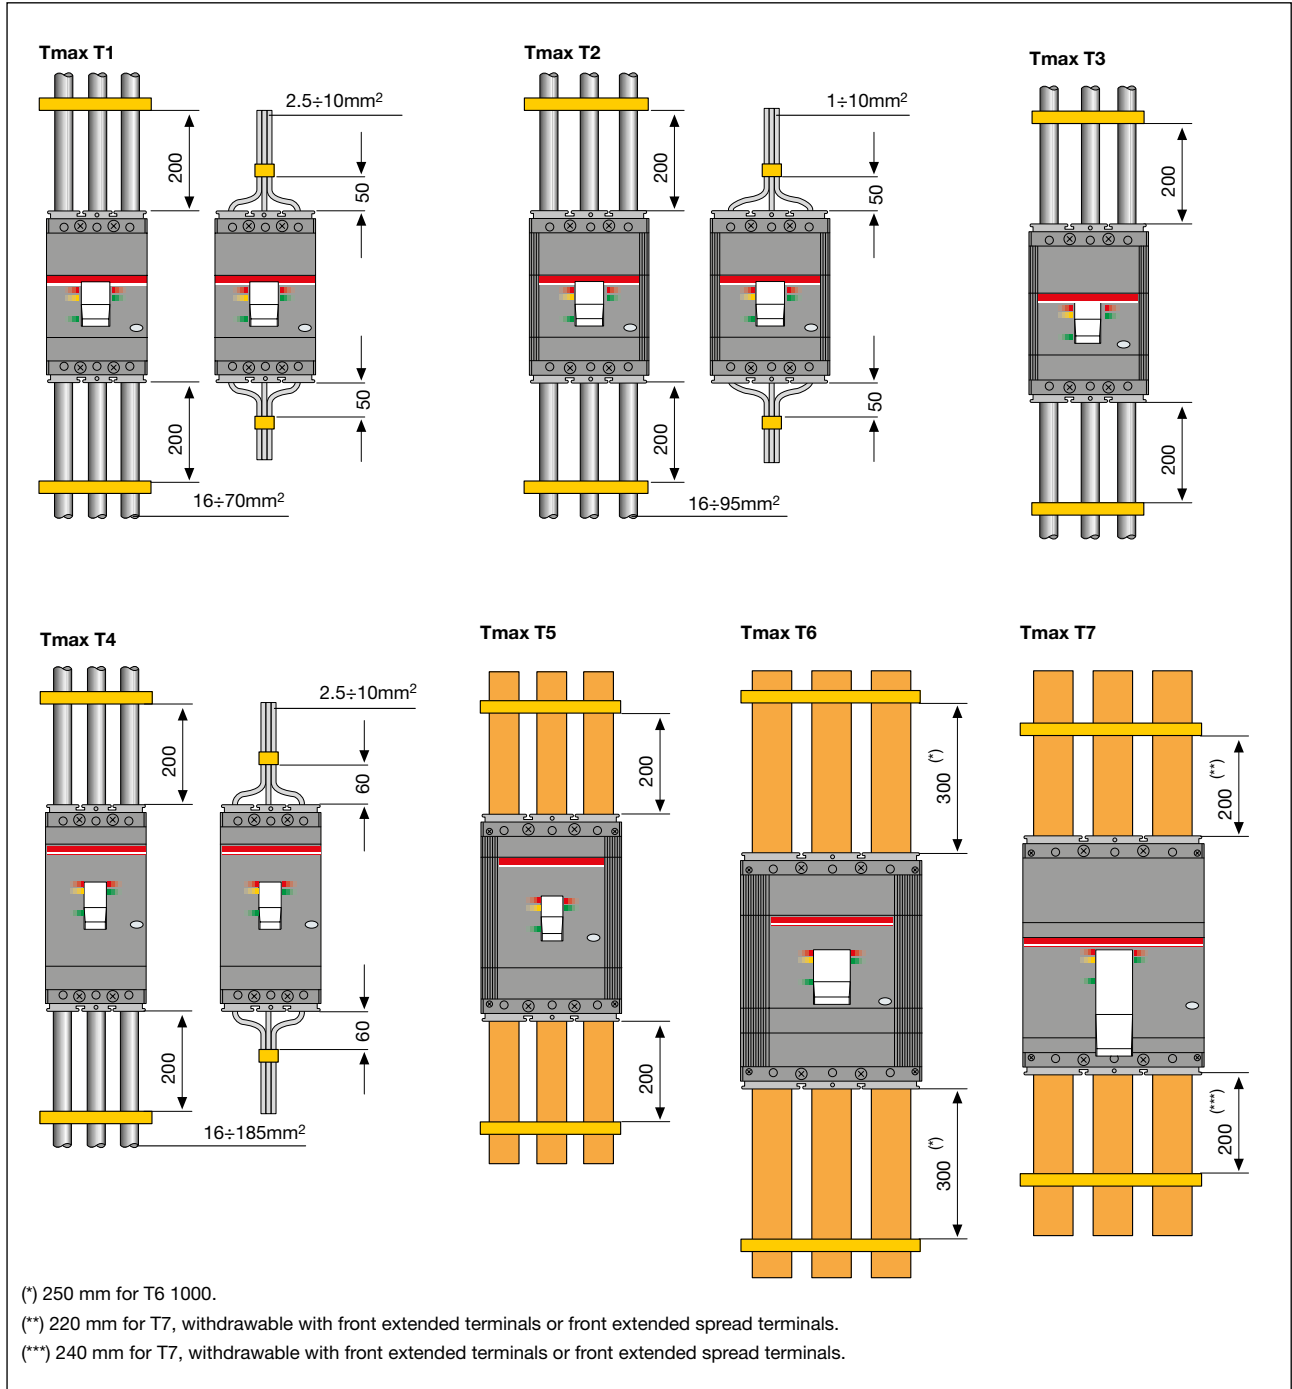 Tmax T1
Tmax T2
Tmax T3
2.5÷10mm²
1÷10mm²
200
50
200
50
200
200
50
200
50
200
16÷70mm²
16÷95mm²
Tmax T4
Tmax T5
Tmax T6
Tmax T7
2.5÷10mm²
200
60
200
300 (*)
200 (**)
200
60
200
300 (*)
200 (***)
16÷185mm²
(*) 250 mm for T6 1000.
(**) 220 mm for T7, withdrawable with front extended terminals or front extended spread terminals.
(***) 240 mm for T7, withdrawable with front extended terminals or front extended spread terminals.